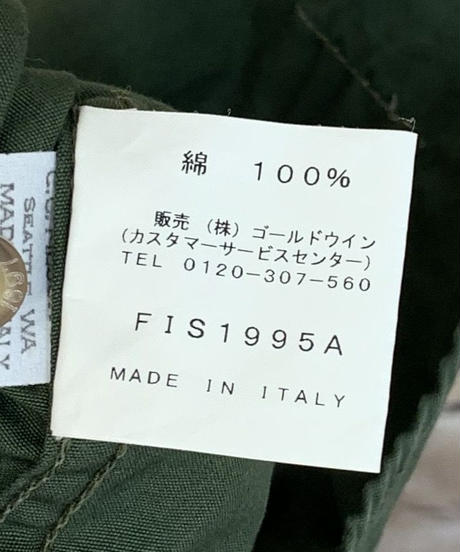 綿 100%
販売 (株) ゴールドウイン
(カスタマーサービスセンター)
TEL 0120-307-560
FIS1995A
MADE IN ITALY
SEATTLE WA